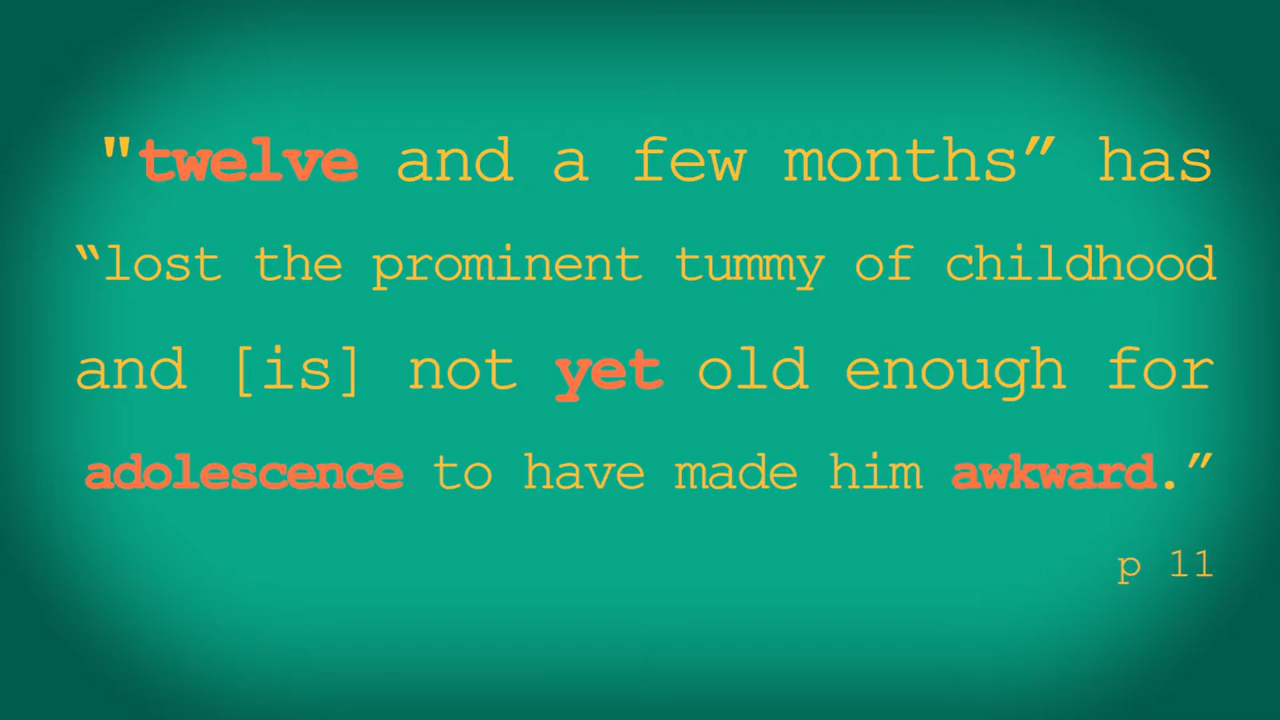 "twelve and a few months” has
“lost the prominent tummy of childhood
and [is] not yet old enough for
adolescence to have made him awkward.”
p 11